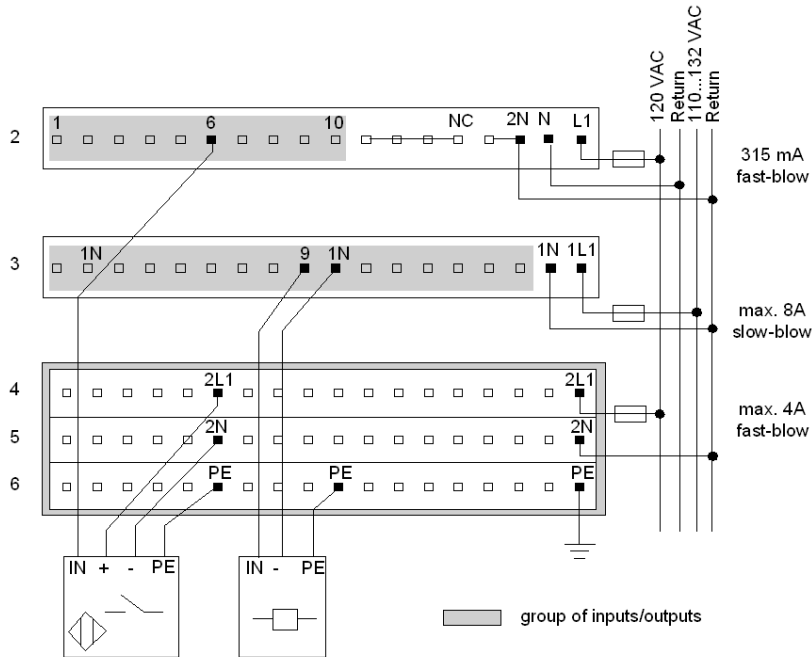 120 VAC
Return
110...132 VAC
Return
2
1
6
10
NC
2N
N
L1
315 mA
fast-blow
3
1N
9
1N
1N
1L1
max. 8A
slow-blow
4
2L1
2L1
max. 4A
fast-blow
5
2N
2N
6
PE
PE
PE
IN + - PE
IN - PE
group of inputs/outputs